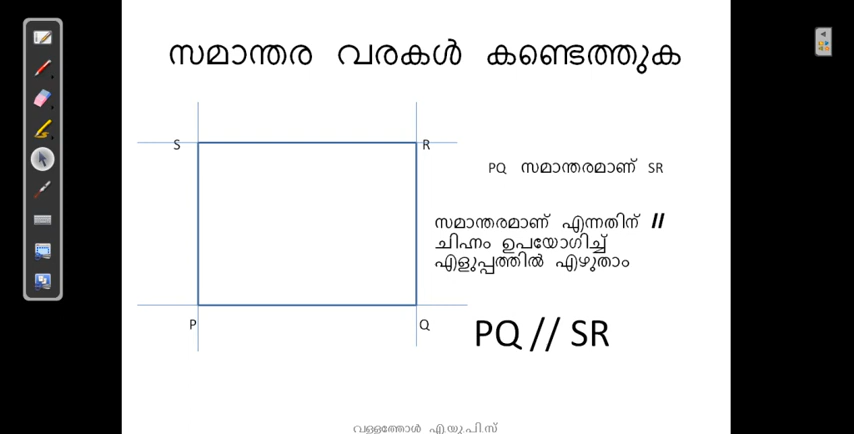 സമാന്തര വരകൾ കണ്ടെത്തുക
S
R
PQ സമാന്തരമാണ് SR
സമാന്തരമാണ് എന്നതിന് //
ചിഹ്നം ഉപയോഗിച്ച്
എളുപ്പത്തിൽ എഴുതാം
P
Q
PQ // SR
വള്ളത്തോൾ എ.യു.പി.സ്